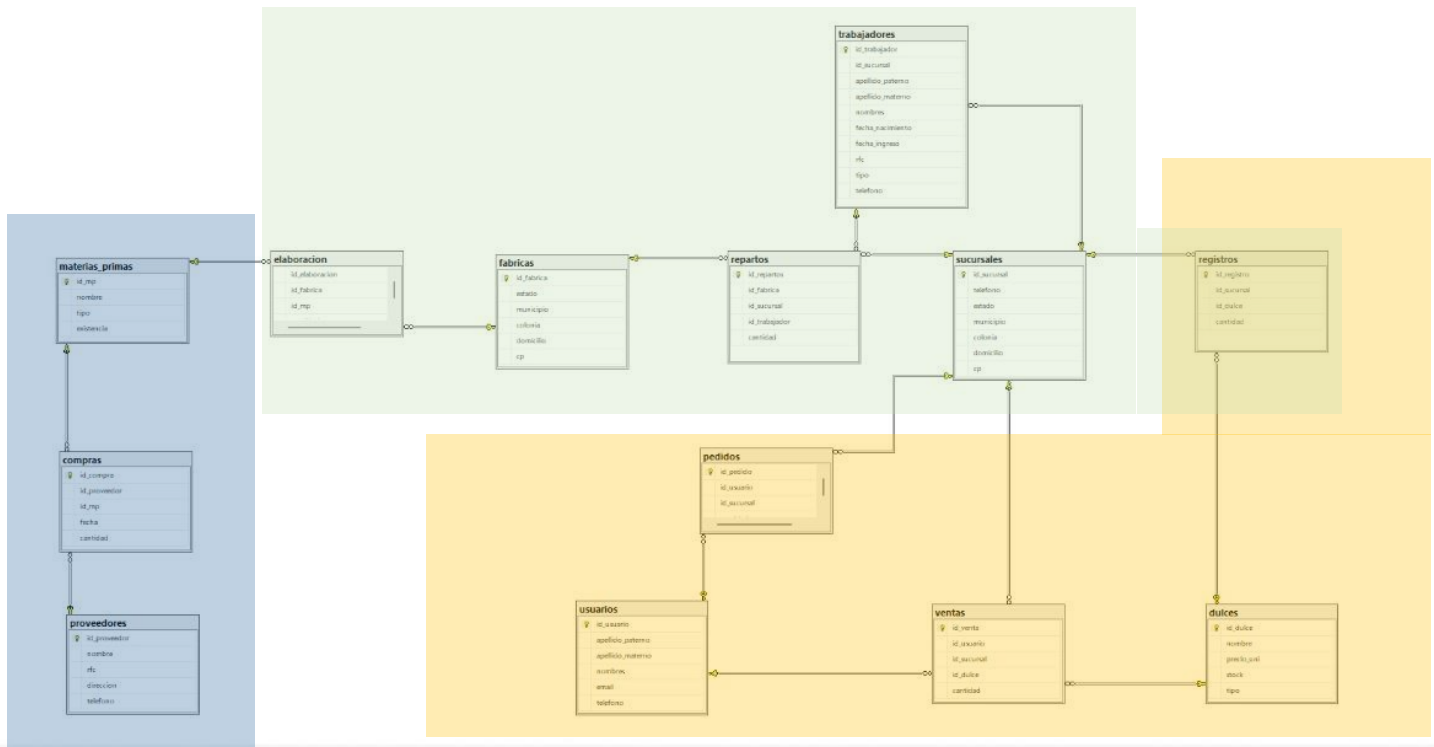 trabajadores
id_trabajador
id_sucursal
apellido_paterno
apellido_materno
nombres
fecha_nacimiento
fecha_ingreso
rfc
tipo
telefono
materias_primas
id_mp
nombre
tipo
existencia
elaboracion
id_elaboracion
id_fabrica
id_mp
fabricas
id_fabrica
estado
municipio
colonia
domicilio
cp
repartos
id_repartos
id_fabrica
id_sucursal
id_trabajador
cantidad
sucursales
id_sucursal
telefono
estado
municipio
colonia
domicilio
cp
registros
id_registro
id_sucursal
id_dulce
cantidad
compras
id_compra
id_proveedor
id_mp
fecha
cantidad
pedidos
id_pedido
id_usuario
id_sucursal
proveedores
id_proveedor
nombre
rfc
direccion
telefono
usuarios
id_usuario
apellido_paterno
apellido_materno
nombres
email
telefono
ventas
id_venta
id_usuario
id_sucursal
id_dulce
cantidad
dulces
id_dulce
nombre
precio_uni
stock
tipo